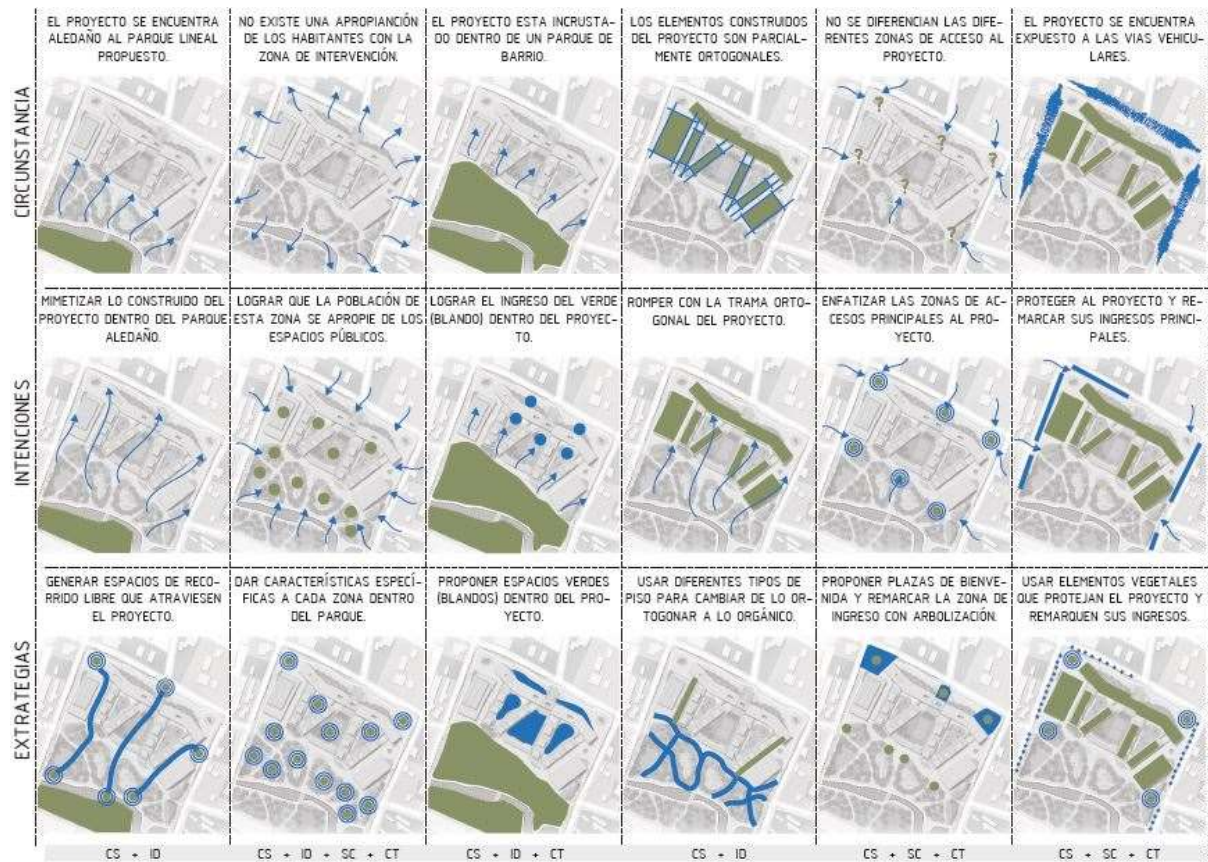 EL PROYECTO SE ENCUENTRA
ALEDAÑO AL PARQUE LINEAL
PROPUESTO.
NO EXISTE UNA APROPIANCIÓN
DE LOS HABITANTES CON LA
ZONA DE INTERVENCIÓN.
EL PROYECTO ESTA INCRUSTA-
DO DENTRO DE UN PARQUE DE
BARRIO.
LOS ELEMENTOS CONSTRUIDOS
DEL PROYECTO SON PARCIAL-
MENTE ORTOGONALES.
NO SE DIFERENCIAN LAS DIFE-
RENTES ZONAS DE ACCESO AL
PROYECTO.
EL PROYECTO SE ENCUENTRA
EXPUESTO A LAS VIAS VEHICU-
LARES.
CIRCUNSTANCIA
?
?
?
?
?
MIMETIZAR LO CONSTRUIDO DEL
PROYECTO DENTRO DEL PARQUE
ALEDAÑO.
LOGRAR QUE LA POBLACIÓN DE
ESTA ZONA SE APROPIE DE LOS
ESPACIOS PÚBLICOS.
LOGRAR EL INGRESO DEL VERDE
(BLANDO) DENTRO DEL PROYEC-
TO.
ROMPER CON LA TRAMA ORTO-
GONAL DEL PROYECTO.
ENFATIZAR LAS ZONAS DE AC-
CESOS PRINCIPALES AL PRO-
YECTO.
PROTEGER AL PROYECTO Y RE-
MARCAR SUS INGRESOS PRINCI-
PALES.
INTENCIONES
GENERAR ESPACIOS DE RECO-
RRIDO LIBRE QUE ATRAVIESEN
EL PROYECTO.
DAR CARACTERÍSTICAS ESPECÍ-
FICAS A CADA ZONA DENTRO
DEL PARQUE.
PROPONER ESPACIOS VERDES
(BLANDOS) DENTRO DEL PRO-
YECTO.
USAR DIFERENTES TIPOS DE
PISO PARA CAMBIAR DE LO OR-
TOGONAR A LO ORGÁNICO.
PROPONER PLAZAS DE BIENVE-
NIDA Y REMARCAR LA ZONA DE
INGRESO CON ARBOLIZACIÓN.
USAR ELEMENTOS VEGETALES
QUE PROTEJAN EL PROYECTO Y
REMARQUEN SUS INGRESOS.
EXTRATEGIAS
CS + ID
CS + ID + SC + CT
CS + ID + CT
CS + ID
CS + SC + CT
CS + SC + CT